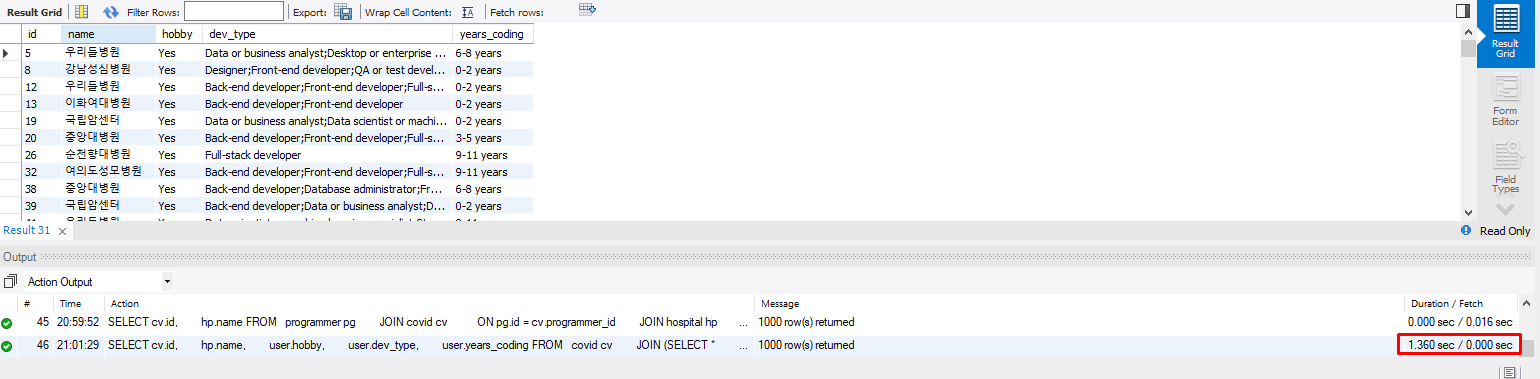 Result Grid Filter Rows: Export: Wrap Cell Content: Fetch rows:
id name hobby dev_type years_coding
5 우리들병원 Yes Data or business analyst;Desktop or enterprise ... 6-8 years
8 강남성심병원 Yes Designer;Front-end developer;QA or test devel... 0-2 years
12 우리들병원 Yes Back-end developer;Front-end developer;Full-s... 0-2 years
13 이화여대병원 Yes Back-end developer;Front-end developer 0-2 years
19 국립암센터 Yes Data or business analyst;Data scientist or machi... 0-2 years
20 중앙대병원 Yes Back-end developer;Front-end developer;Full-s... 3-5 years
26 순천향대병원 Yes Full-stack developer 9-11 years
32 여의도성모병원 Yes Back-end developer;Front-end developer;Full-s... 9-11 years
38 중앙대병원 Yes Back-end developer;Database administrator;Fr... 6-8 years
39 국립암센터 Yes Back-end developer;Data or business analyst;D... 0-2 years
Result Grid
Form Editor
Field Types
Result 31 Read Only
Output
Action Output
# Time Action Message Duration / Fetch
45 20:59:52 SELECT cv.id, hp.name FROM programmer pg JOIN covid cv ON pg.id = cv.programmer_id JOIN hospital hp ... 1000 row(s) returned 0.000 sec / 0.016 sec
46 21:01:29 SELECT cv.id, hp.name, user.hobby, user.dev_type, user.years_coding FROM covid cv JOIN (SELECT * ... 1000 row(s) returned 1.360 sec / 0.000 sec